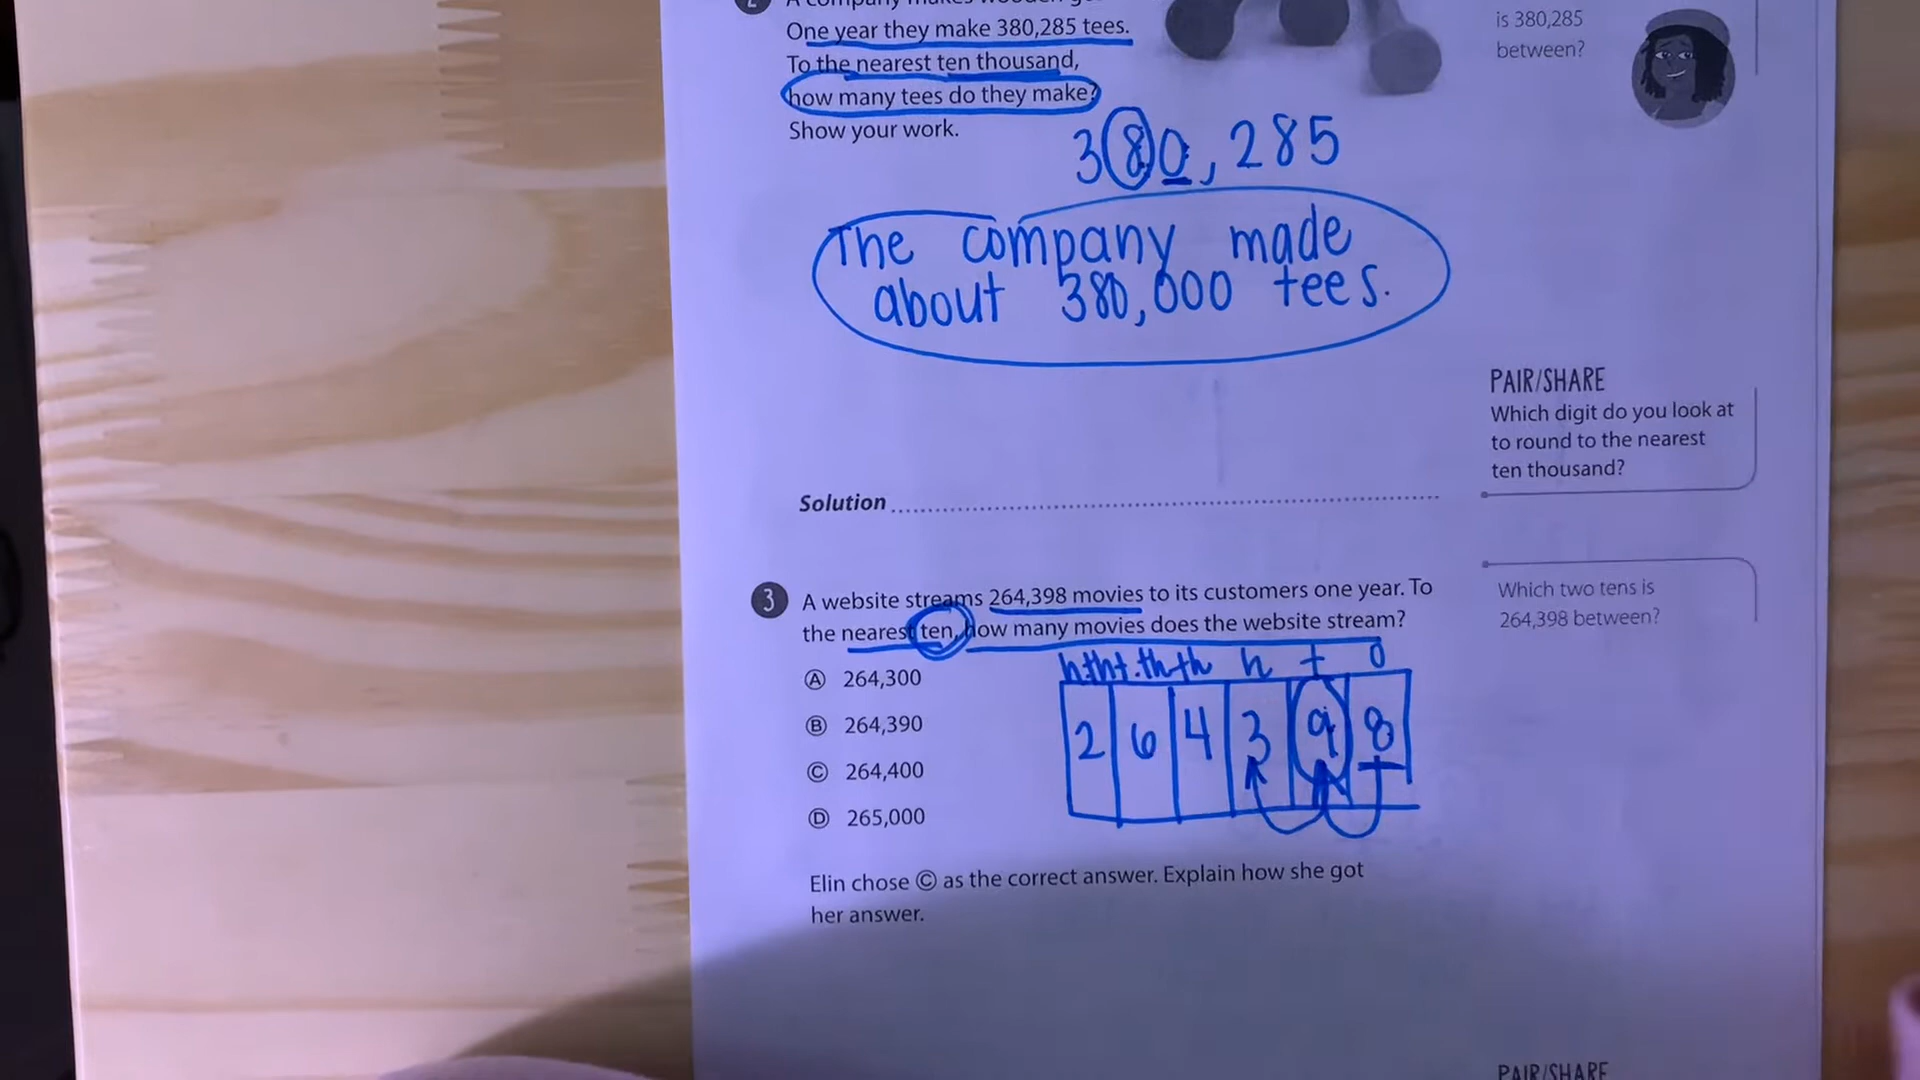 2
A company makes wooden
One year they make 380,285 tees.
To the nearest ten thousand,
how many tees do they make?
Show your work.
is 380,285
between?
380,285
The company made
about 380,000 tees.
PAIR/SHARE
Which digit do you look at
to round to the nearest
ten thousand?
Solution
3 A website streams 264,398 movies to its customers one year. To
the nearest ten, how many movies does the website stream?
Which two tens is
264,398 between?
A 264,300
B 264,390
C 264,400
D 265,000
h.th t.th th h t o
2 6 4 3 9 8
Elin chose C as the correct answer. Explain how she got
her answer.
PAIR/SHARE